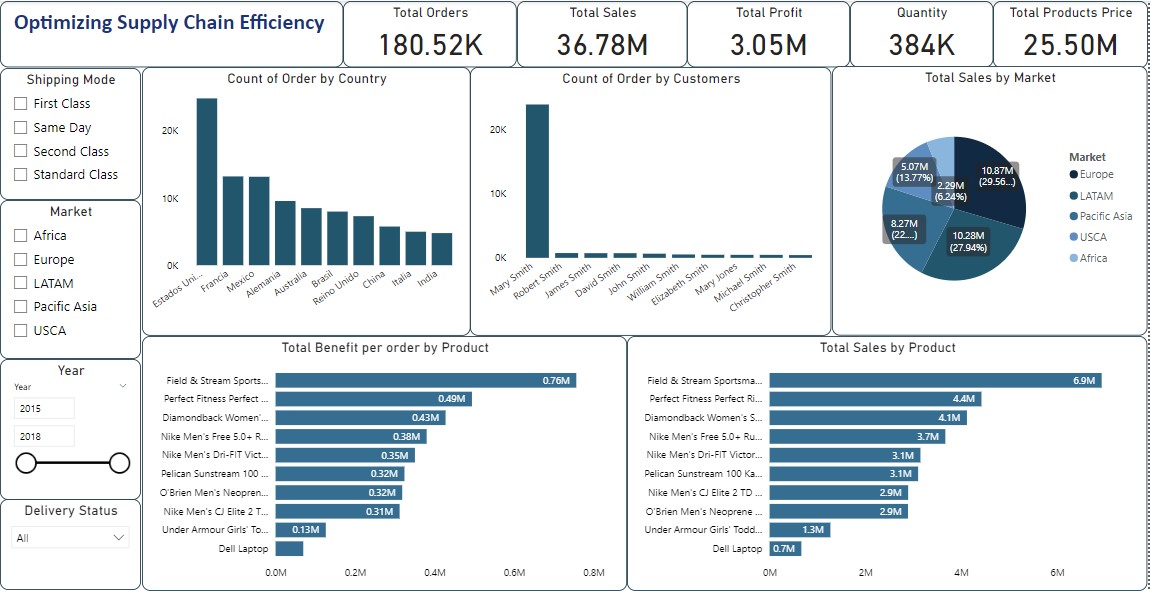 Optimizing Supply Chain Efficiency
Total Orders
180.52K
Total Sales
36.78M
Total Profit
3.05M
Quantity
384K
Total Products Price
25.50M
Shipping Mode
First Class
Same Day
Second Class
Standard Class
Market
Africa
Europe
LATAM
Pacific Asia
USCA
Year
Year
2015
2018
Delivery Status
All
Count of Order by Country
20K
10K
0K
Estados Uni...
Francia
Mexico
Alemania
Australia
Brasil
Reino Unido
China
Italia
India
Count of Order by Customers
20K
10K
0K
Mary Smith
Robert Smith
James Smith
David Smith
John Smith
William Smith
Elizabeth Smith
Mary Jones
Michael Smith
Christopher Smith
Total Sales by Market
10.87M
(29.56...)
10.28M
(27.94%)
8.27M
(22....)
5.07M
(13.77%)
2.29M
(6.24%)
Market
Europe
LATAM
Pacific Asia
USCA
Africa
Total Benefit per order by Product
Field & Stream Sports... 0.76M
Perfect Fitness Perfect ... 0.49M
Diamondback Women'... 0.43M
Nike Men's Free 5.0+ R... 0.38M
Nike Men's Dri-FIT Vict... 0.35M
Pelican Sunstream 100 ... 0.32M
O'Brien Men's Neopren... 0.32M
Nike Men's CJ Elite 2 T... 0.31M
Under Armour Girls' To... 0.13M
Dell Laptop
0.0M 0.2M 0.4M 0.6M 0.8M
Total Sales by Product
Field & Stream Sportsma... 6.9M
Perfect Fitness Perfect Ri... 4.4M
Diamondback Women's S... 4.1M
Nike Men's Free 5.0+ Ru... 3.7M
Nike Men's Dri-FIT Victor... 3.1M
Pelican Sunstream 100 Ka... 3.1M
Nike Men's CJ Elite 2 TD ... 2.9M
O'Brien Men's Neoprene ... 2.9M
Under Armour Girls' Todd... 1.3M
Dell Laptop 0.7M
0M 2M 4M 6M